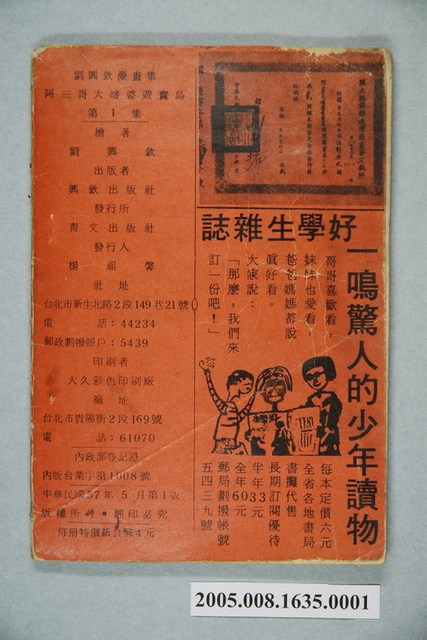 劉興欽漫畫集
阿三哥大嬸婆遊寶島
第1集
繪著
劉興欽
出版者
興欽出版社
發行所
青文出版社
發行人
楊祖馨
社址
台北市新生北路2段149巷21號
電話:44234
郵政劃撥賬戶:5439
印刷者
大久彩色印刷廠
廠址
台北市貴陽街2段169號
電話:61070
內政部登記證
內版台業字第1008號
中華民國57年5月第1版
版權所有·翻印必究
每冊特價新台幣4元
好學生雜誌
一鳴驚人的少年讀物
哥哥喜歡看,
妹妹也愛看,
爸爸媽媽都說
真好看。
大家說:
「那麼,我們來
訂一份吧!」
每本定價六元
全省各地書局
書攤代售
長期訂閱優待
半年33元
全年60元
郵局劃撥帳號
五四三九號
2005.008.1635.0001